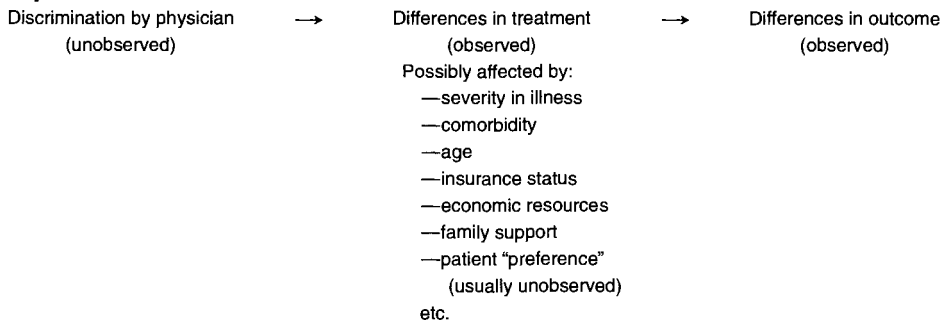 Discrimination by physician → Differences in treatment → Differences in outcome
(unobserved) (observed) (observed)
Possibly affected by:
—severity in illness
—comorbidity
—age
—insurance status
—economic resources
—family support
—patient “preference”
(usually unobserved)
etc.